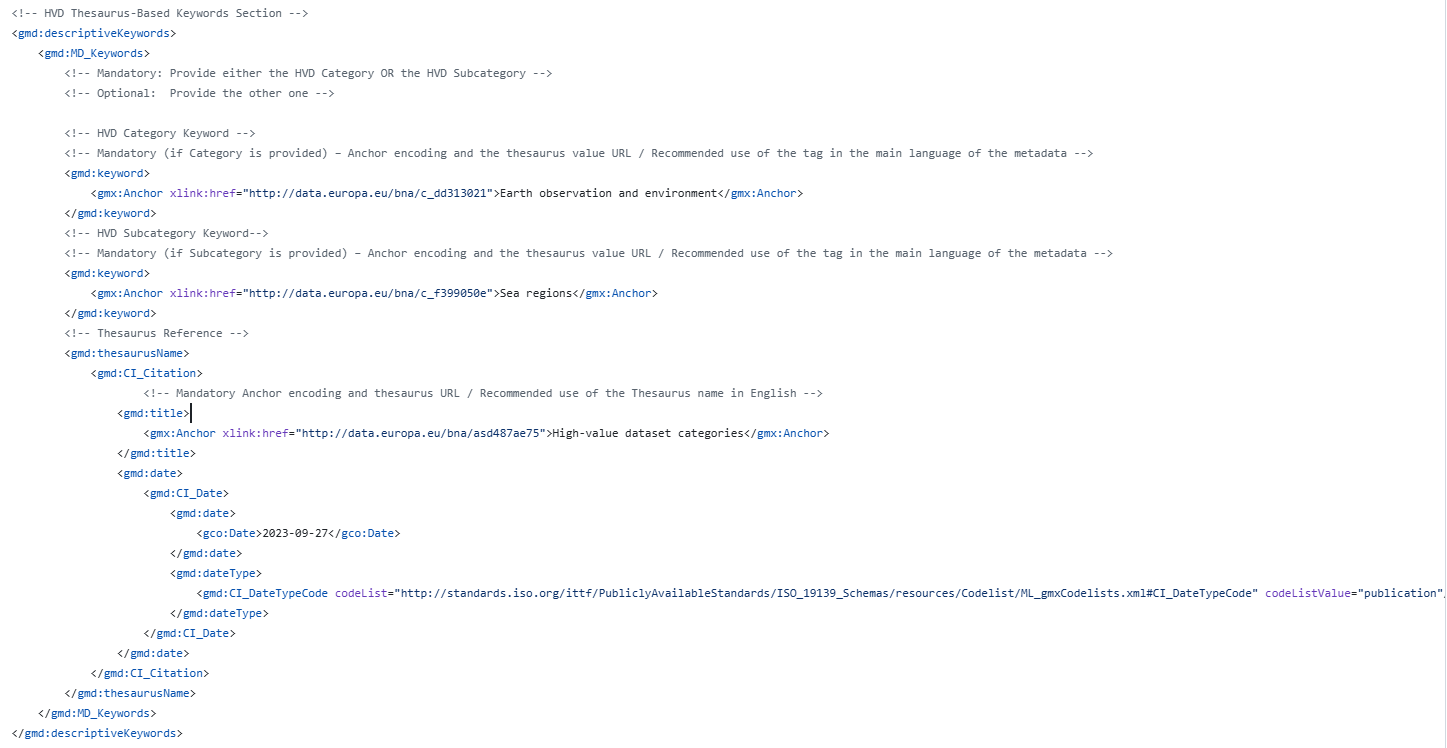 <!-- HVD Thesaurus-Based Keywords Section -->
<gmd:descriptiveKeywords>
<gmd:MD_Keywords>
<!-- Mandatory: Provide either the HVD Category OR the HVD Subcategory -->
<!-- Optional:  Provide the other one -->
<!-- HVD Category Keyword -->
<!-- Mandatory (if Category is provided) – Anchor encoding and the thesaurus value URL / Recommended use of the tag in the main language of the metadata -->
<gmd:keyword>
<gmx:Anchor xlink:href="http://data.europa.eu/bna/c_dd313021">Earth observation and environment</gmx:Anchor>
</gmd:keyword>
<!-- HVD Subcategory Keyword-->
<!-- Mandatory (if Subcategory is provided) – Anchor encoding and the thesaurus value URL / Recommended use of the tag in the main language of the metadata -->
<gmd:keyword>
<gmx:Anchor xlink:href="http://data.europa.eu/bna/c_f399050e">Sea regions</gmx:Anchor>
</gmd:keyword>
<!-- Thesaurus Reference -->
<gmd:thesaurusName>
<gmd:CI_Citation>
<!-- Mandatory Anchor encoding and thesaurus URL / Recommended use of the Thesaurus name in English -->
<gmd:title>
<gmx:Anchor xlink:href="http://data.europa.eu/bna/asd487ae75">High-value dataset categories</gmx:Anchor>
</gmd:title>
<gmd:date>
<gmd:CI_Date>
<gmd:date>
<gco:Date>2023-09-27</gco:Date>
</gmd:date>
<gmd:dateType>
<gmd:CI_DateTypeCode codeList="http://standards.iso.org/ittf/PubliclyAvailableStandards/ISO_19139_Schemas/resources/Codelist/ML_gmxCodelists.xml#CI_DateTypeCode" codeListValue="publication"
</gmd:dateType>
</gmd:CI_Date>
</gmd:date>
</gmd:CI_Citation>
</gmd:thesaurusName>
</gmd:MD_Keywords>
</gmd:descriptiveKeywords>